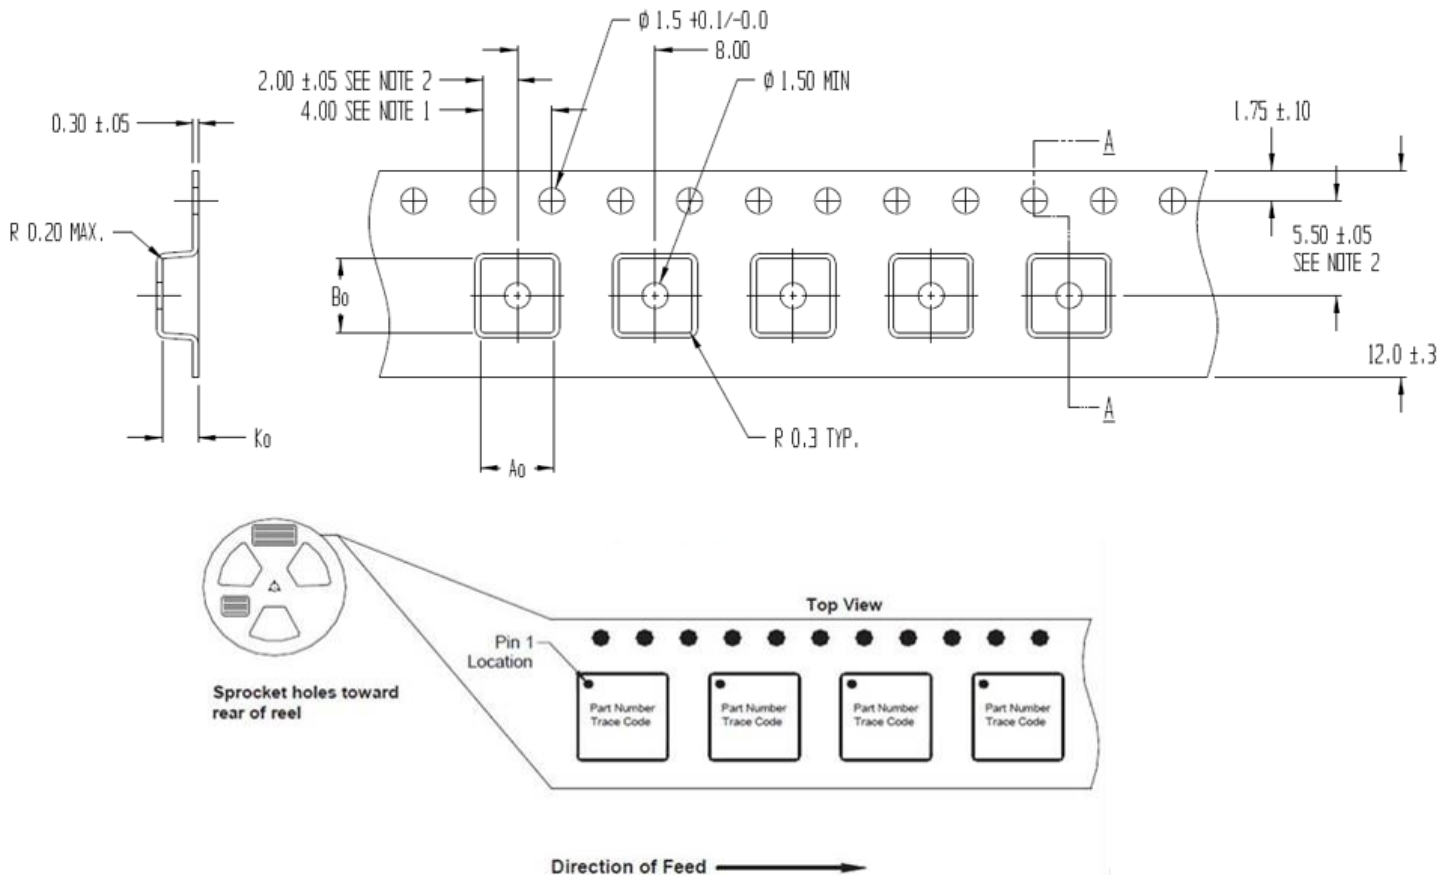 ϕ 1.5 +0.1/-0.0
8.00
2.00 ±.05 SEE NOTE 2
ϕ 1.50 MIN
4.00 SEE NOTE 1
0.30 ±.05
1.75 ±.10
A
R 0.20 MAX.
5.50 ±.05
SEE NOTE 2
Bo
12.0 ±.3
A
Ko
R 0.3 TYP.
Ao
Top View
Pin 1
Location
Sprocket holes toward
rear of reel
Part Number
Trace Code
Part Number
Trace Code
Part Number
Trace Code
Part Number
Trace Code
Direction of Feed